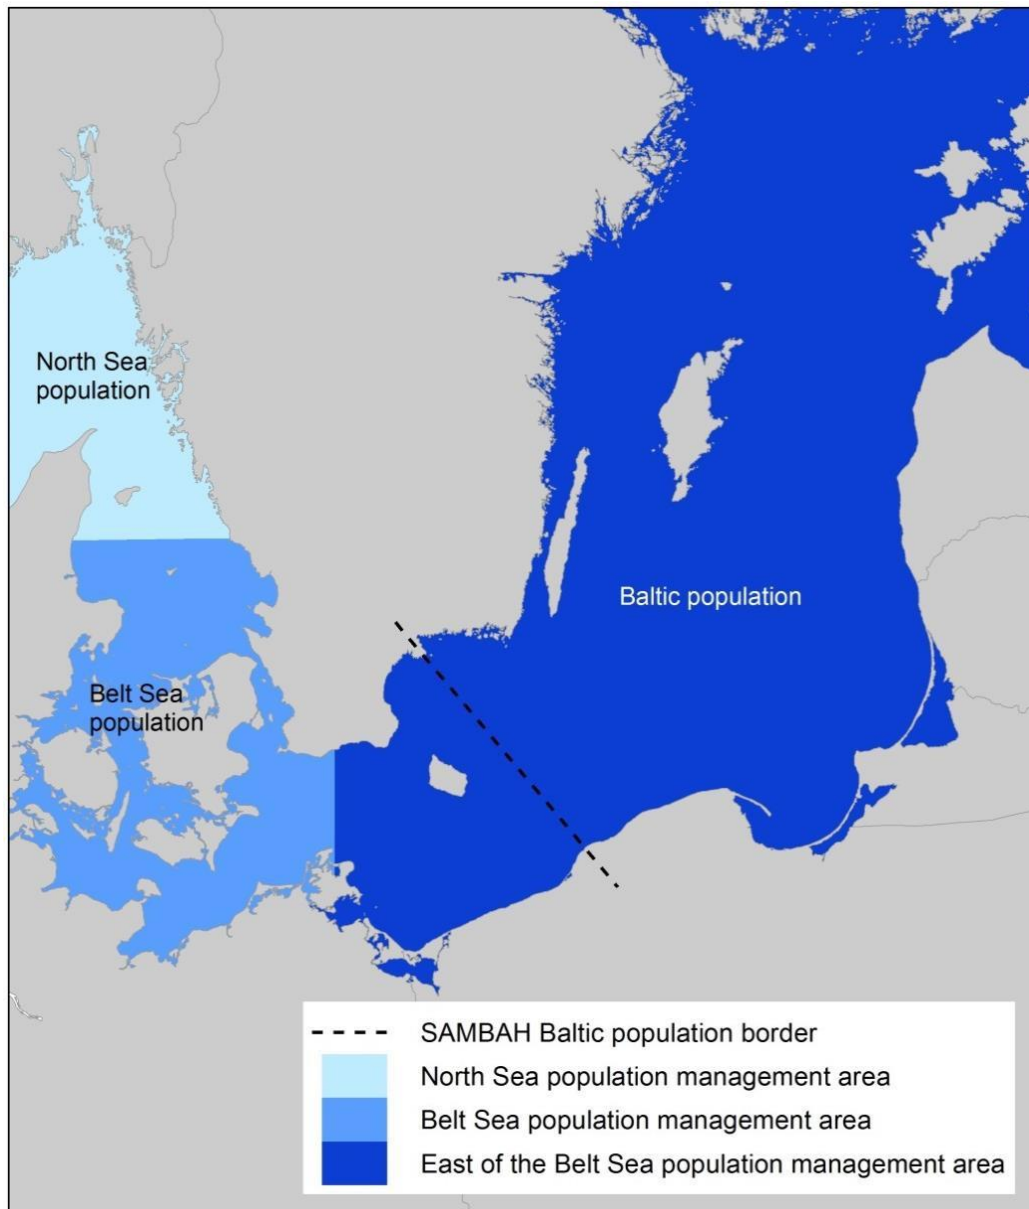 North Sea
population
Baltic population
Belt Sea
population
SAMBAH Baltic population border
North Sea population management area
Belt Sea population management area
East of the Belt Sea population management area